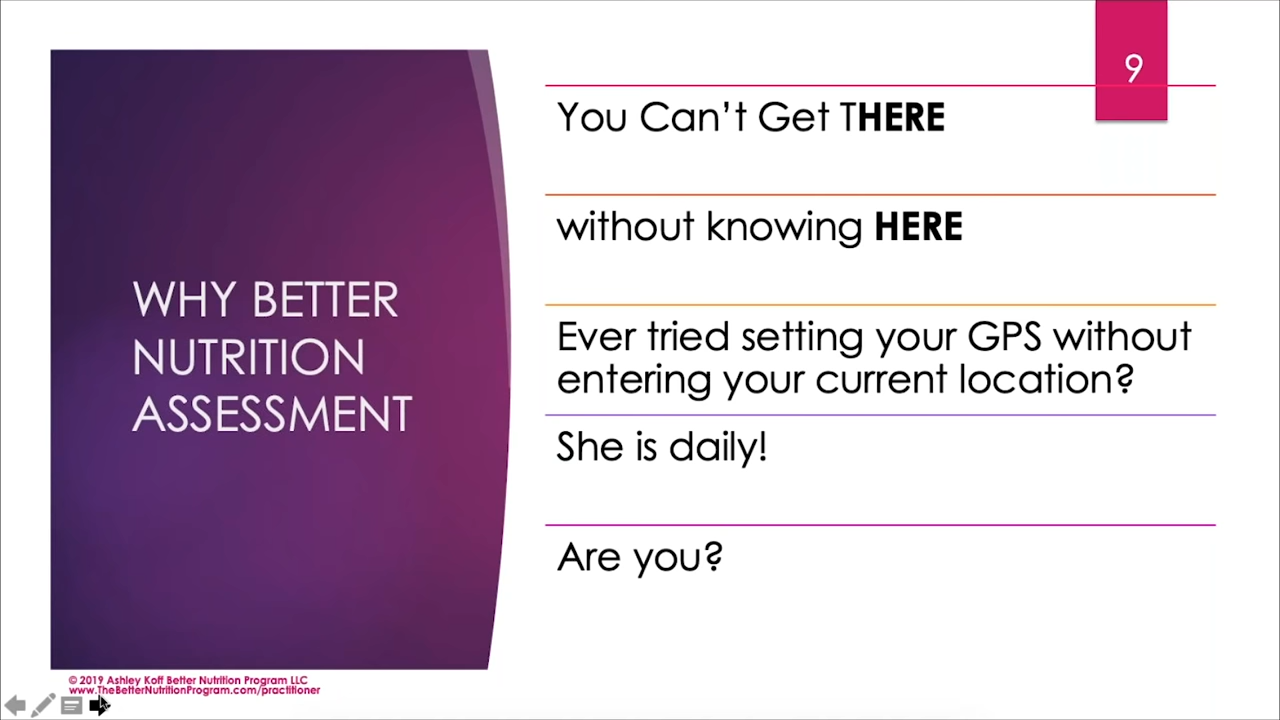 9
You Can’t Get THERE
without knowing HERE
WHY BETTER
NUTRITION
ASSESSMENT
Ever tried setting your GPS without
entering your current location?
She is daily!
Are you?
© 2019 Ashley Koff Better Nutrition Program LLC
www.TheBetterNutritionProgram.com/practitioner